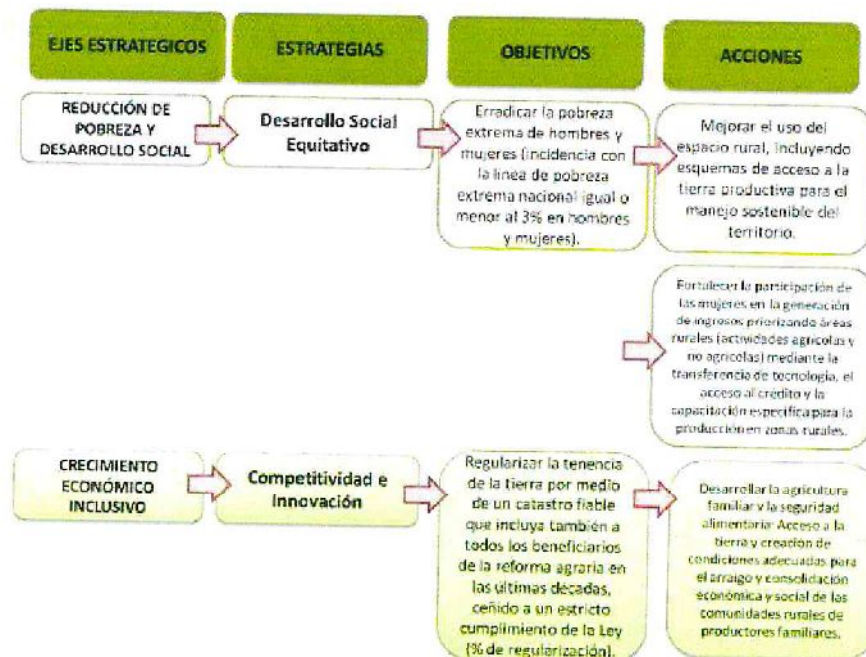 EJES ESTRATEGICOS
ESTRATEGIAS
OBJETIVOS
ACCIONES
REDUCCIÓN DE
POBREZA Y
DESARROLLO SOCIAL
Desarrollo Social
Equitativo
Erradicar la pobreza
extrema de hombres y
mujeres (incidencia con
la línea de pobreza
extrema nacional igual o
menor al 3% en hombres
y mujeres).
Mejorar el uso del
espacio rural, incluyendo
esquemas de acceso a la
tierra productiva para el
manejo sostenible del
territorio.
Fortalecer la participación de
las mujeres en la generación
de ingresos priorizando áreas
rurales (actividades agrícolas y
no agrícolas) mediante la
transferencia de tecnología, el
acceso al crédito y la
capacitación específica para la
producción en zonas rurales.
CRECIMIENTO
ECONÓMICO
INCLUSIVO
Competitividad e
Innovación
Regularizar la tenencia
de la tierra por medio
de un catastro fiable
que incluya también a
todos los beneficiarios
de la reforma agraria en
las últimas décadas,
ceñido a un estricto
cumplimiento de la Ley
(% de regularización).
Desarrollar la agricultura
familiar y la seguridad
alimentaria: Acceso a la
tierra y creación de
condiciones adecuadas para
el arraigo y consolidación
económica y social de las
comunidades rurales de
productores familiares.